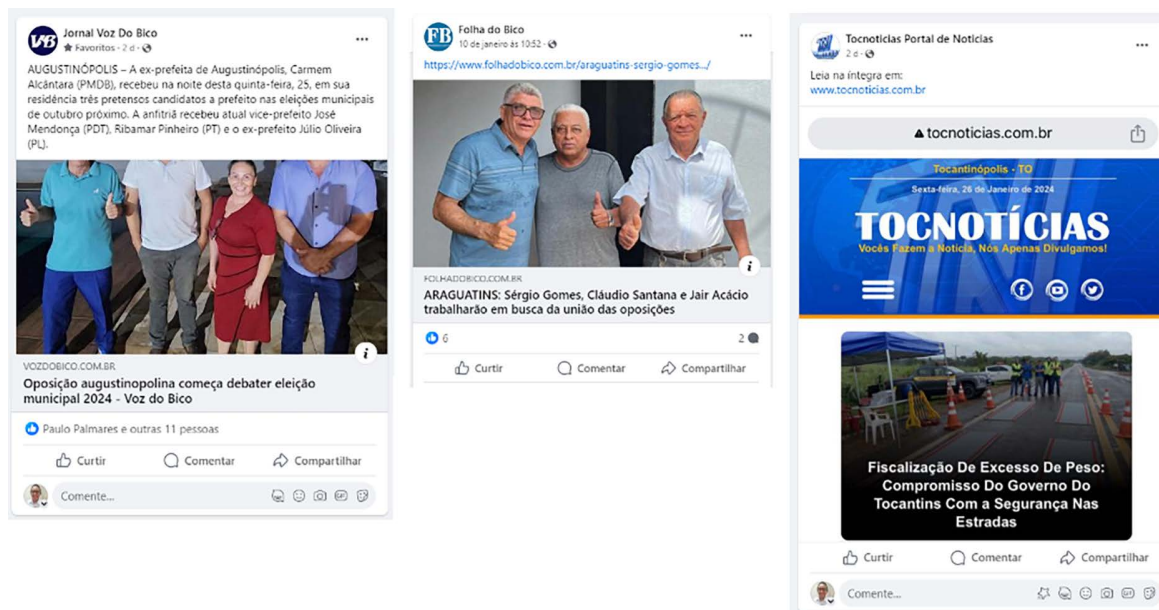 Jornal Voz Do Bico
Favoritos · 2 d ·
AUGUSTINÓPOLIS – A ex-prefeita de Augustinópolis, Carmem
Alcântara (PMDB), recebeu na noite desta quinta-feira, 25, em sua
residência três pretensos candidatos a prefeito nas eleições municipais
de outubro próximo. A anfitriã recebeu atual vice-prefeito José
Mendonça (PDT), Ribamar Pinheiro (PT) e o ex-prefeito Júlio Oliveira
(PL).
VOZDOBICO.COM.BR
Oposição augustinopolina começa debater eleição
municipal 2024 - Voz do Bico
Paulo Palmares e outras 11 pessoas
Curtir Comentar Compartilhar
Comente...
FB
Folha do Bico
10 de janeiro às 10:52 ·
https://www.folhadobico.com.br/araguatins-sergio-gomes.../
FOLHADOBICO.COM.BR
ARAGUATINS: Sérgio Gomes, Cláudio Santana e Jair Acácio
trabalharão em busca da união das oposições
6 2
Curtir Comentar Compartilhar
Tocnoticias Portal de Noticias
2 d ·
Leia na íntegra em:
www.tocnoticias.com.br
tocnoticias.com.br
Tocantinópolis - TO
Sexta-feira, 26 de Janeiro de 2024
TOCNOTÍCIAS
Vocês Fazem a Notícia, Nós Apenas Divulgamos!
Fiscalização De Excesso De Peso:
Compromisso Do Governo Do
Tocantins Com a Segurança Nas
Estradas
Curtir Comentar Compartilhar
Comente...